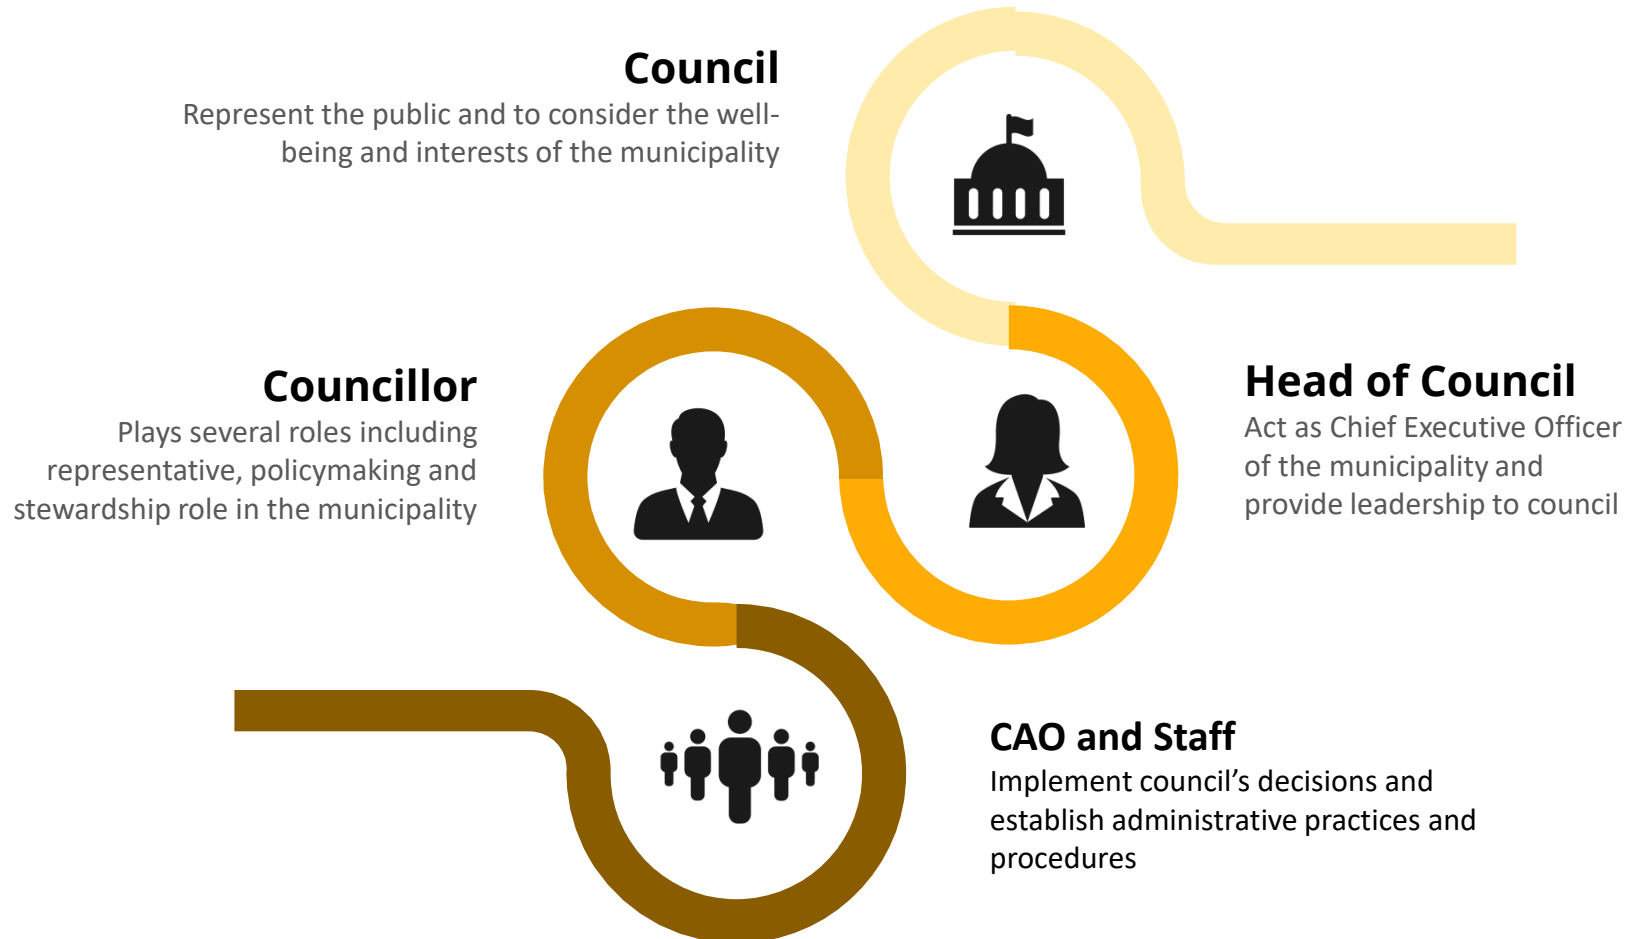 Council
Represent the public and to consider the well-
being and interests of the municipality
Head of Council
Act as Chief Executive Officer
of the municipality and
provide leadership to council
Councillor
Plays several roles including
representative, policymaking and
stewardship role in the municipality
CAO and Staff
Implement council’s decisions and
establish administrative practices and
procedures